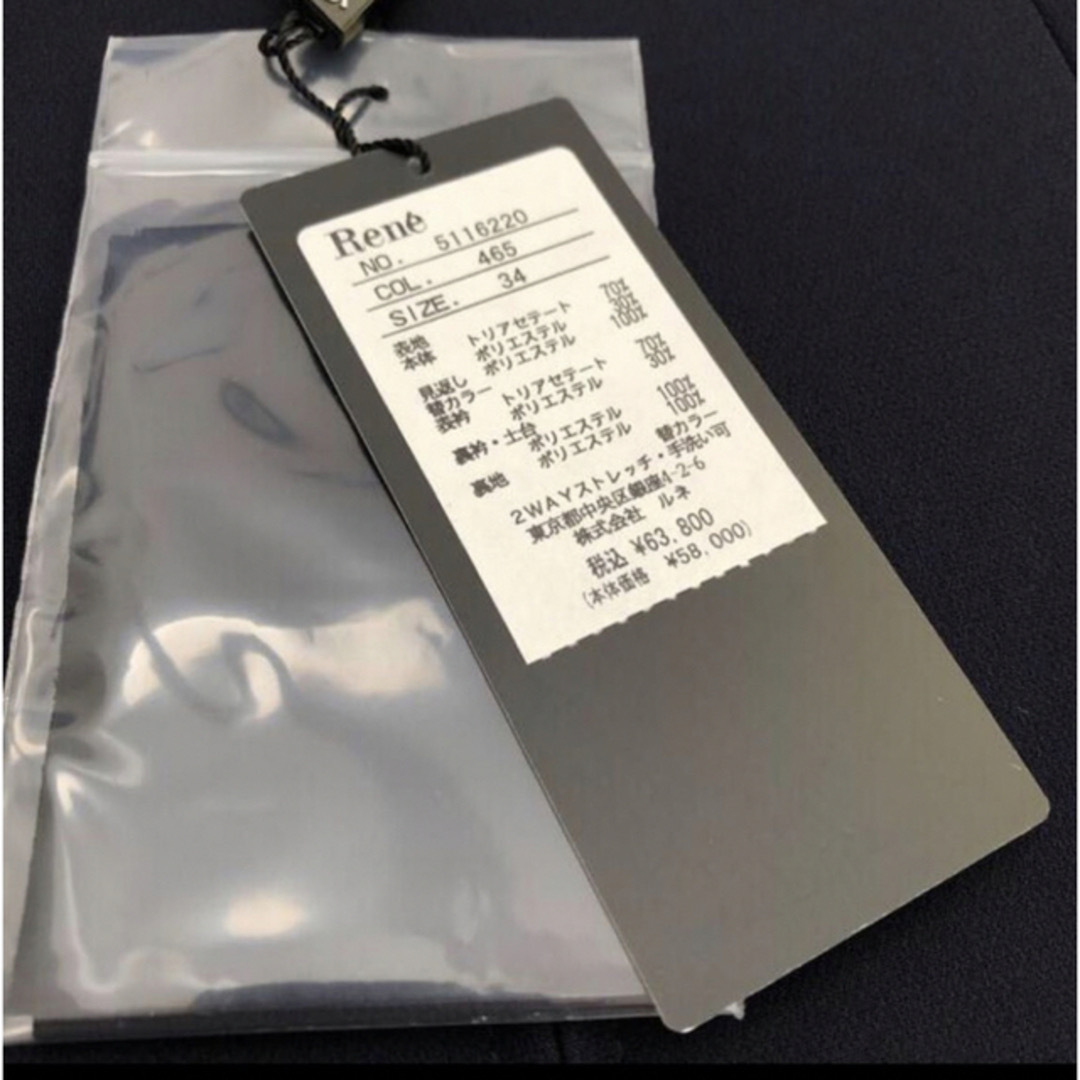 René
NO. 5116220
COL. 465
SIZE. 34
表地 トリアセテート 70%
本体 ポリエステル 30%
見返し ポリエステル 100%
替カラー
表衿 トリアセテート 70%
ポリエステル 30%
裏衿・土台 ポリエステル 100%
裏地 ポリエステル 100%
替カラー
2WAYストレッチ・手洗い可
東京都中央区銀座4-2-6
株式会社 ルネ
税込 ¥63,800
(本体価格 ¥58,000)